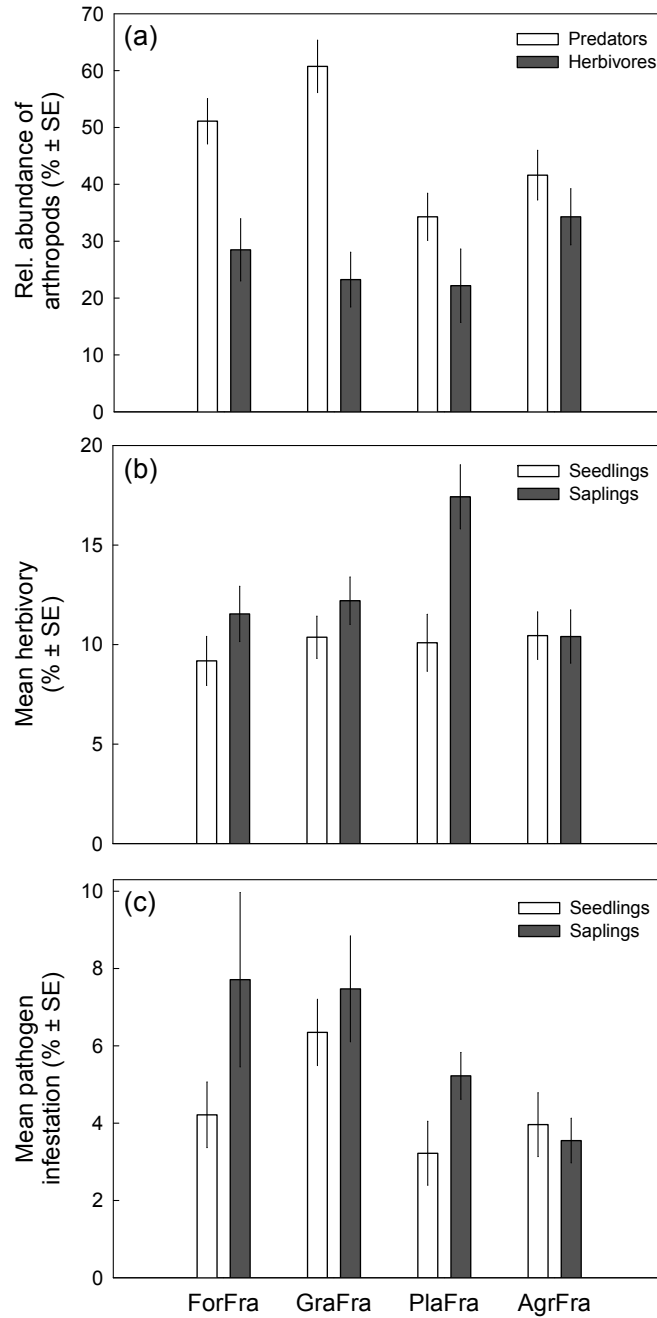 70
(a)
Predators
Herbivores
60
50
40
30
20
10
0
Rel. abundance of
arthropods (% ± SE)
20
(b)
Seedlings
Saplings
15
10
5
0
Mean herbivory
(% ± SE)
10
(c)
Seedlings
Saplings
8
6
4
2
0
Mean pathogen
infestation (% ± SE)
ForFra GraFra PlaFra AgrFra